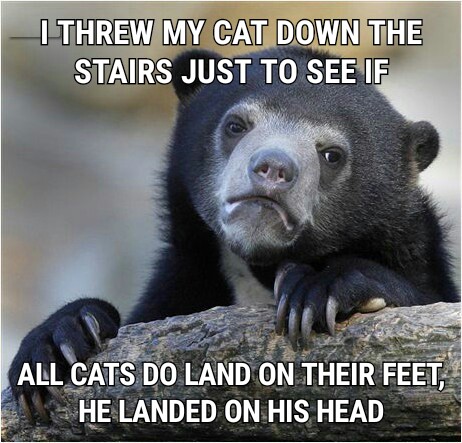 I THREW MY CAT DOWN THE
STAIRS JUST TO SEE IF
ALL CATS DO LAND ON THEIR FEET,
HE LANDED ON HIS HEAD